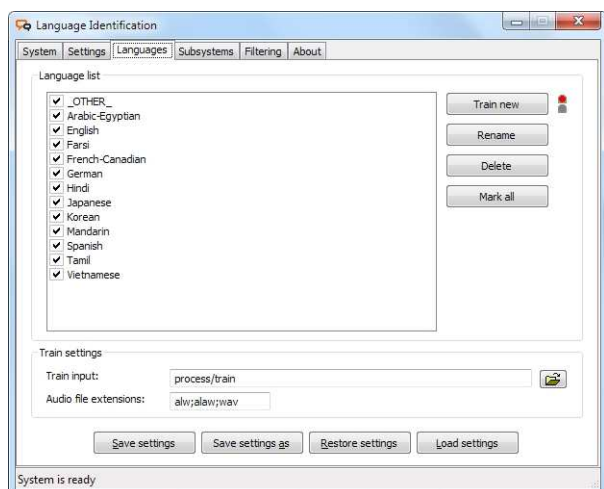 Language Identification
System Settings Languages Subsystems Filtering About
Language list
_OTHER_
Arabic-Egyptian
English
Farsi
French-Canadian
German
Hindi
Japanese
Korean
Mandarin
Spanish
Tamil
Vietnamese
Train new
Rename
Delete
Mark all
Train settings
Train input: process/train
Audio file extensions: alw;alaw;wav
Save settings Save settings as Restore settings Load settings
System is ready